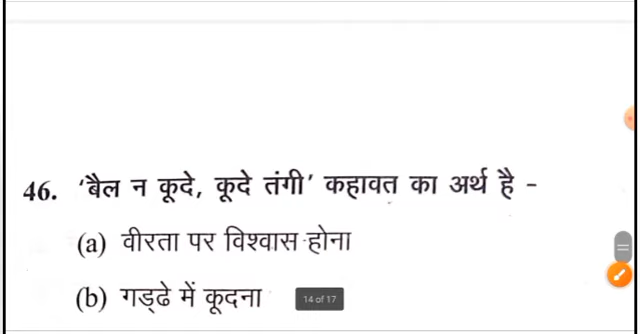 46. 'बैल न कूदे, कूदे तंगी' कहावत का अर्थ है -
(a) वीरता पर विश्वास होना
(b) गड्ढे में कूदना
14 of 17